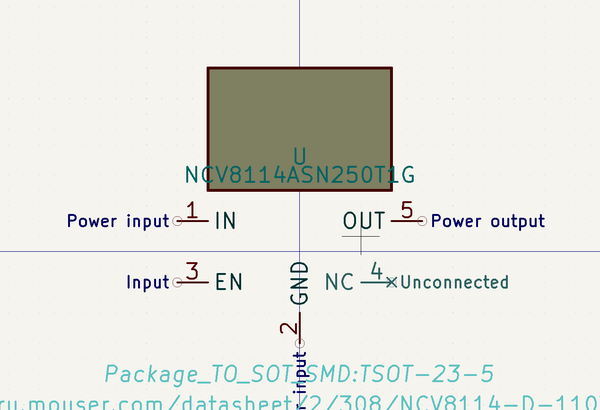 U
NCV8114ASN250T1G
Power input 1 IN OUT 5 Power output
Input 3 EN NC 4 Unconnected
GND
2
input
Package_TO_SOT_SMD:TSOT-23-5
ru.mouser.com/datasheet/2/308/NCV8114-D-110